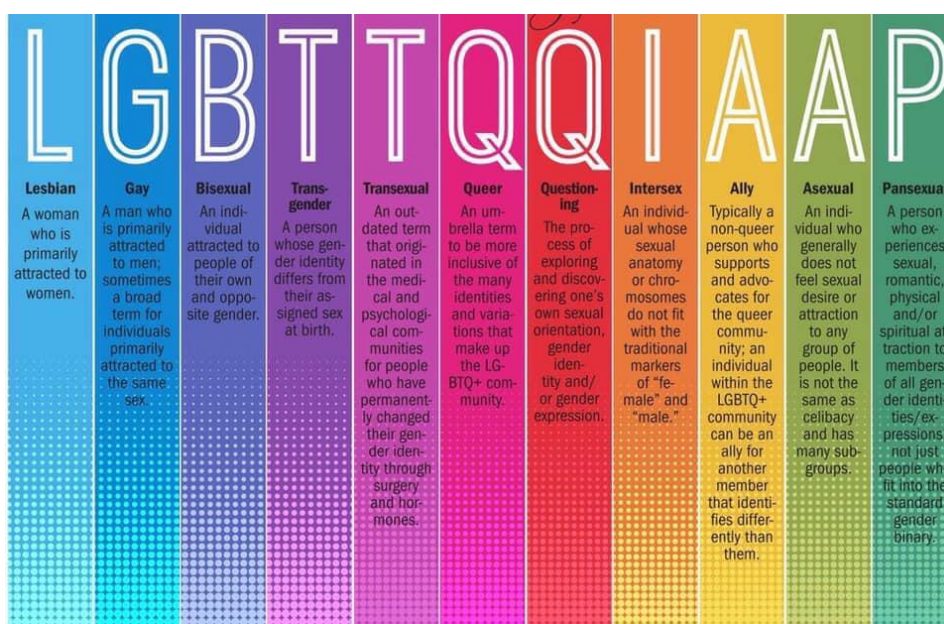 L
Lesbian
A woman
who is
primarily
attracted to
women.
G
Gay
A man who
is primarily
attracted
to men;
sometimes
a broad
term for
individuals
primarily
attracted to
the same
sex.
B
Bisexual
An indi-
vidual
attracted to
people of
their own
and oppo-
site gender.
T
Trans-
gender
A person
whose gen-
der identity
differs from
their as-
signed sex
at birth.
T
Transexual
An out-
dated term
that origi-
nated in
the medi-
cal and
psychologi-
cal com-
munities
for people
who have
permanent-
ly changed
their gen-
der iden-
tity through
surgery
and hor-
mones.
Q
Queer
An um-
brella term
to be more
inclusive of
the many
identities
and varia-
tions that
make up
the LG-
BTQ+ com-
munity.
Q
Question-
ing
The pro-
cess of
exploring
and discov-
ering one's
own sexual
orientation,
gender
iden-
tity and/
or gender
expression.
I
Intersex
An individ-
ual whose
sexual
anatomy
or chro-
mosomes
do not fit
with the
traditional
markers
of “fe-
male” and
“male.”
A
Ally
Typically a
non-queer
person who
supports
and advo-
cates for
the queer
commu-
nity; an
individual
within the
LGBTQ+
community
can be an
ally for
another
member
that identi-
fies differ-
ently than
them.
A
Asexual
An indi-
vidual who
generally
does not
feel sexual
desire or
attraction
to any
group of
people. It
is not the
same as
celibacy
and has
many sub-
groups.
P
Pansexua
A person
who ex-
periences
sexual,
romantic,
physical
and/or
spiritual at
traction to
members
of all gen-
der identi-
ties/ex-
pressions,
not just
people wh
fit into the
standard
gender
binary.